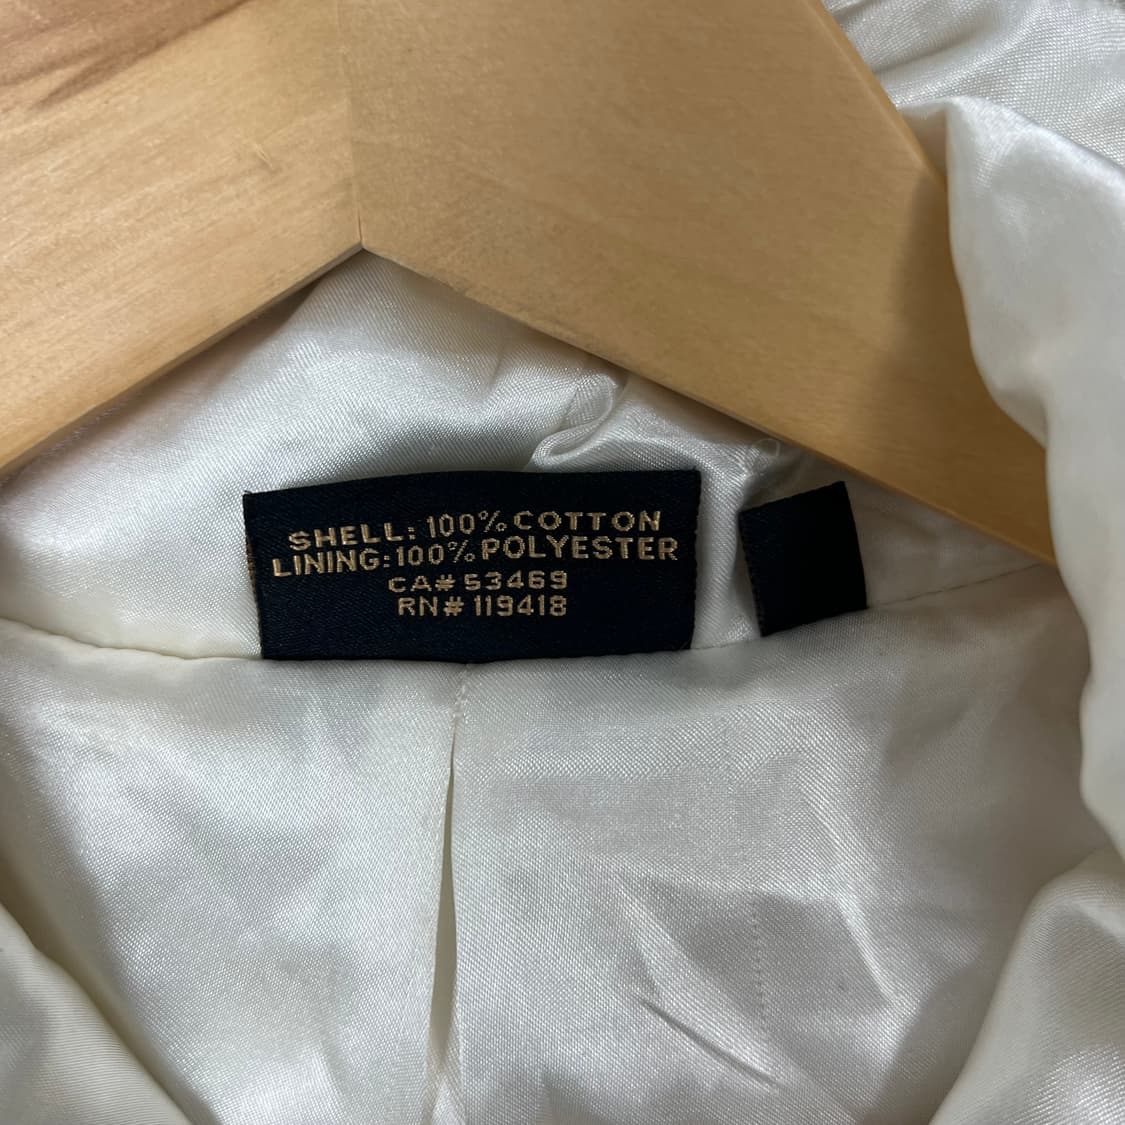 SHELL: 100% COTTON
LINING: 100% POLYESTER
CA# 53469
RN# 119418